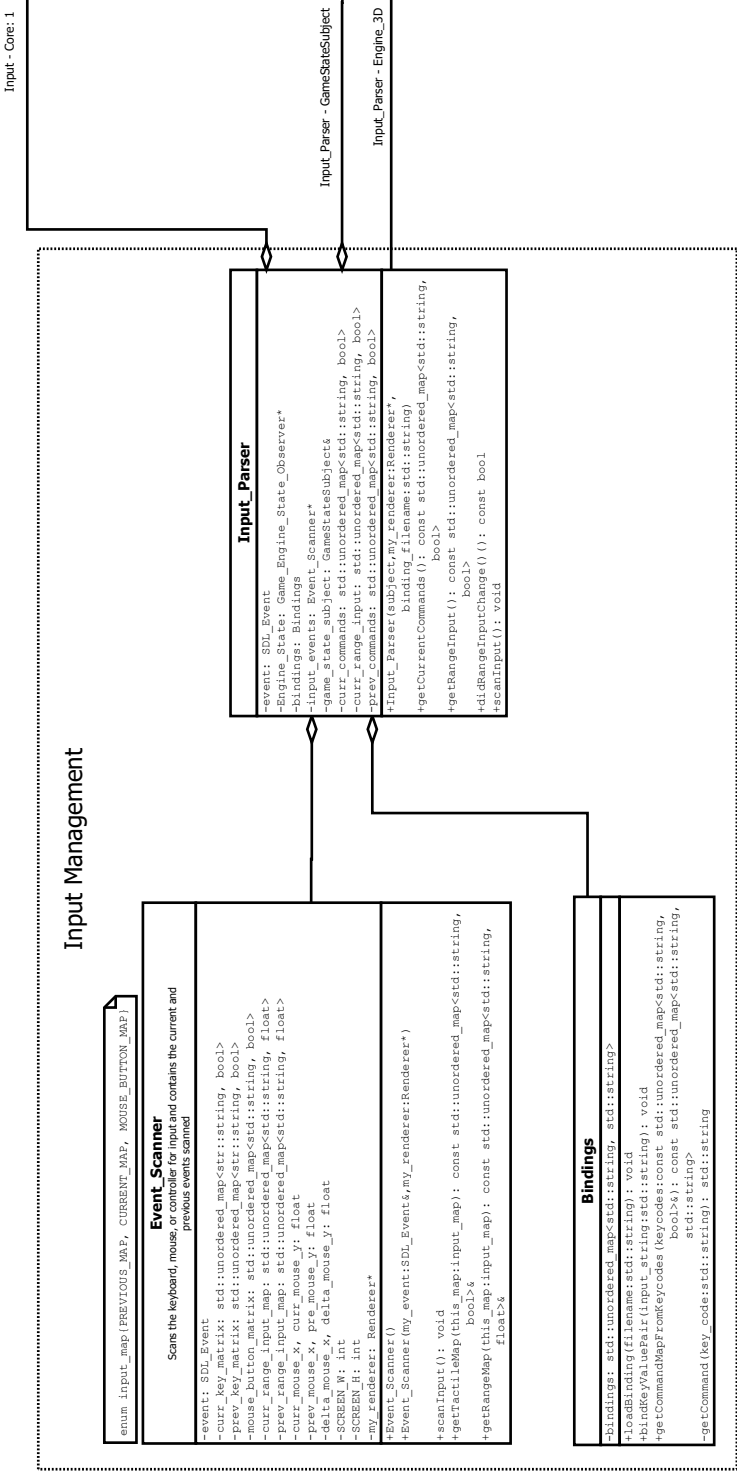 Input Management
enum input_map{PREVIOUS_MAP, CURRENT_MAP, MOUSE_BUTTON_MAP}
Event_Scanner
Scans the keyboard, mouse, or controller for input and contains the current and
previous events scanned
-event: SDL_Event
-curr_key_matrix: std::unordered_map<str::string, bool>
-prev_key_matrix: std::unordered_map<str::string, bool>
-mouse_button_matrix: std::unordered_map<std::string, bool>
-curr_range_input_map: std::unordered_map<std::string, float>
-prev_range_input_map: std::unordered_map<std::string, float>
-curr_mouse_x, curr_mouse_y: float
-prev_mouse_x, pre_mouse_y: float
-delta_mouse_x, delta_mouse_y: float
-SCREEN_W: int
-SCREEN_H: int
-my_renderer: Renderer*
+Event_Scanner()
+Event_Scanner(my_event:SDL_Event&,my_renderer:Renderer*)
+scanInput(): void
+getTactileMap(this_map:input_map): const std::unordered_map<std::string,
bool>&
+getRangeMap(this_map:input_map): const std::unordered_map<std::string,
float>&
Bindings
-bindings: std::unordered_map<std::string, std::string>
+loadBinding(filename:std::string): void
+bindKeyValuePair(input_string:std::string): void
+getCommandMapFromKeycodes(keycodes:const std::unordered_map<std::string,
bool>&): const std::unordered_map<std::string,
std::string>
-getCommand(key_code:std::string): std::string
Input_Parser
-event: SDL_Event
-Engine_State: Game_Engine_State_Observer*
-bindings: Bindings
-input_events: Event_Scanner*
-game_state_subject: GameStateSubject&
-curr_commands: std::unordered_map<std::string, bool>
-curr_range_input: std::unordered_map<std::string, bool>
-prev_commands: std::unordered_map<std::string, bool>
+Input_Parser(subject,my_renderer:Renderer*,
binding_filename:std::string)
+getCurrentCommands(): const std::unordered_map<std::string,
bool>
+getRangeInput(): const std::unordered_map<std::string,
bool>
+didRangeInputChange()(): const bool
+scanInput(): void
Input - Core: 1
Input_Parser - GameStateSubject
Input_Parser - Engine_3D